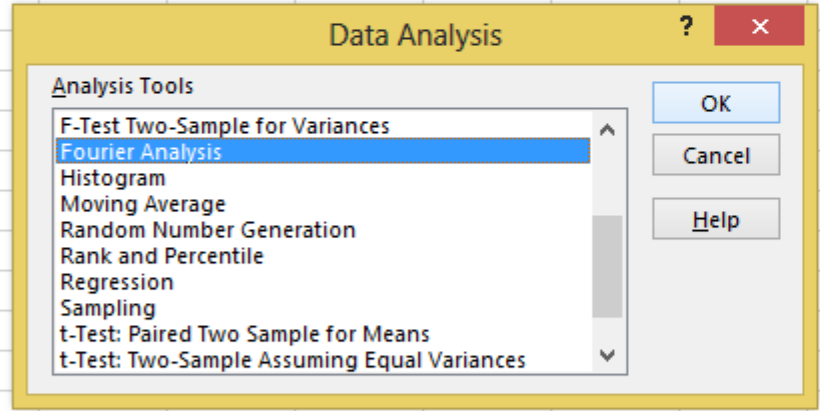 Data Analysis
?
Analysis Tools
F-Test Two-Sample for Variances
Fourier Analysis
Histogram
Moving Average
Random Number Generation
Rank and Percentile
Regression
Sampling
t-Test: Paired Two Sample for Means
t-Test: Two-Sample Assuming Equal Variances
OK
Cancel
Help